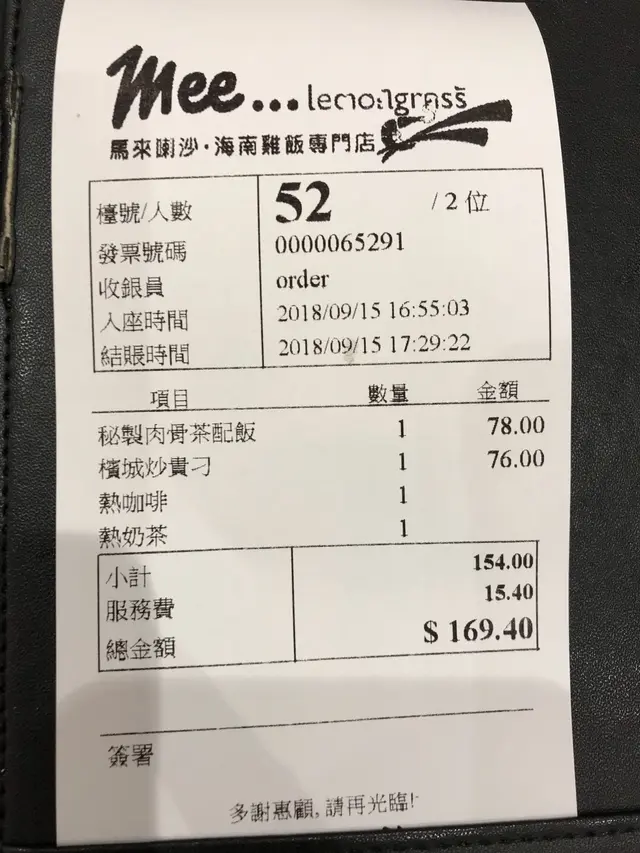 Mee... lemongrass
馬來喇沙·海南雞飯專門店
檯號/人數 52 /2 位
發票號碼 0000065291
收銀員 order
入座時間 2018/09/15 16:55:03
結賬時間 2018/09/15 17:29:22
項目 數量 金額
秘製肉骨茶配飯 1 78.00
檳城炒貴刁 1 76.00
熱咖啡 1
熱奶茶 1
小計 154.00
服務費 15.40
總金額 $ 169.40
簽署
多謝惠顧, 請再光臨!